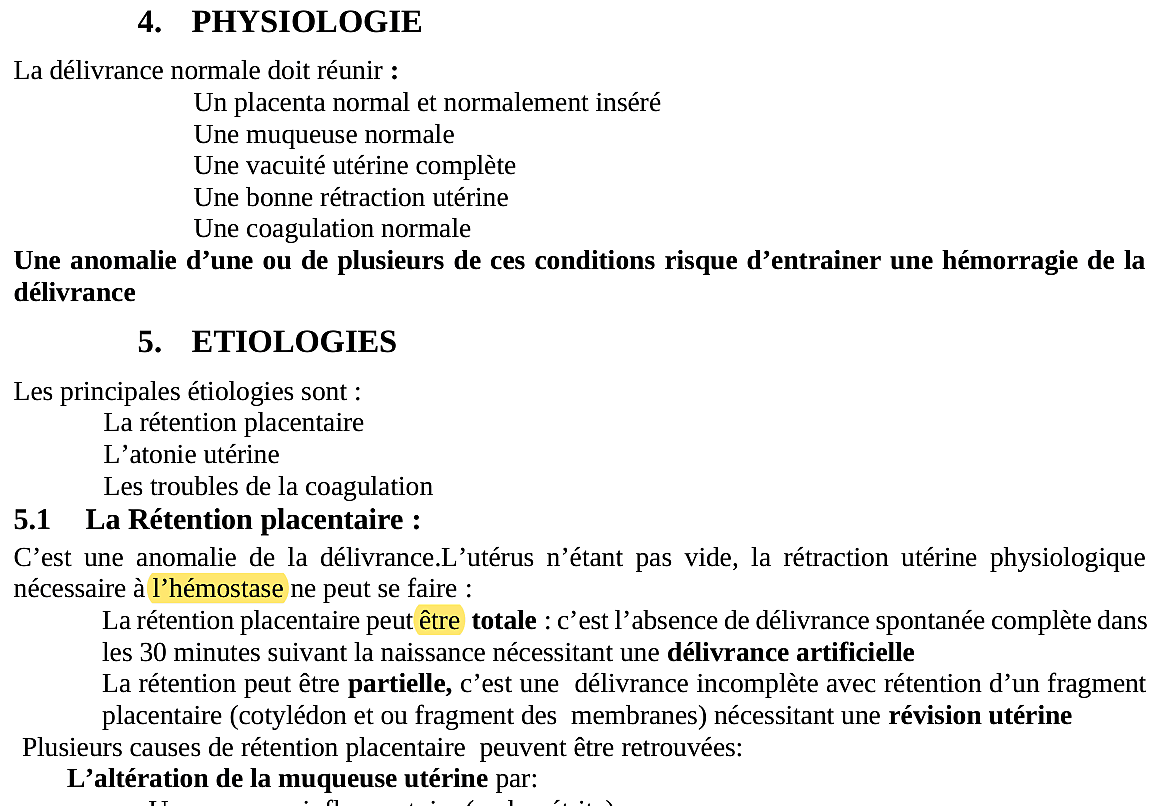 4. PHYSIOLOGIE
La délivrance normale doit réunir :
Un placenta normal et normalement inséré
Une muqueuse normale
Une vacuité utérine complète
Une bonne rétraction utérine
Une coagulation normale
Une anomalie d’une ou de plusieurs de ces conditions risque d’entrainer une hémorragie de la
délivrance
5. ETIOLOGIES
Les principales étiologies sont :
La rétention placentaire
L’atonie utérine
Les troubles de la coagulation
5.1 La Rétention placentaire :
C’est une anomalie de la délivrance.L’utérus n’étant pas vide, la rétraction utérine physiologique
nécessaire à l’hémostase ne peut se faire :
La rétention placentaire peut être totale : c’est l’absence de délivrance spontanée complète dans
les 30 minutes suivant la naissance nécessitant une délivrance artificielle
La rétention peut être partielle, c’est une délivrance incomplète avec rétention d’un fragment
placentaire (cotylédon et ou fragment des membranes) nécessitant une révision utérine
Plusieurs causes de rétention placentaire peuvent être retrouvées:
L’altération de la muqueuse utérine par: